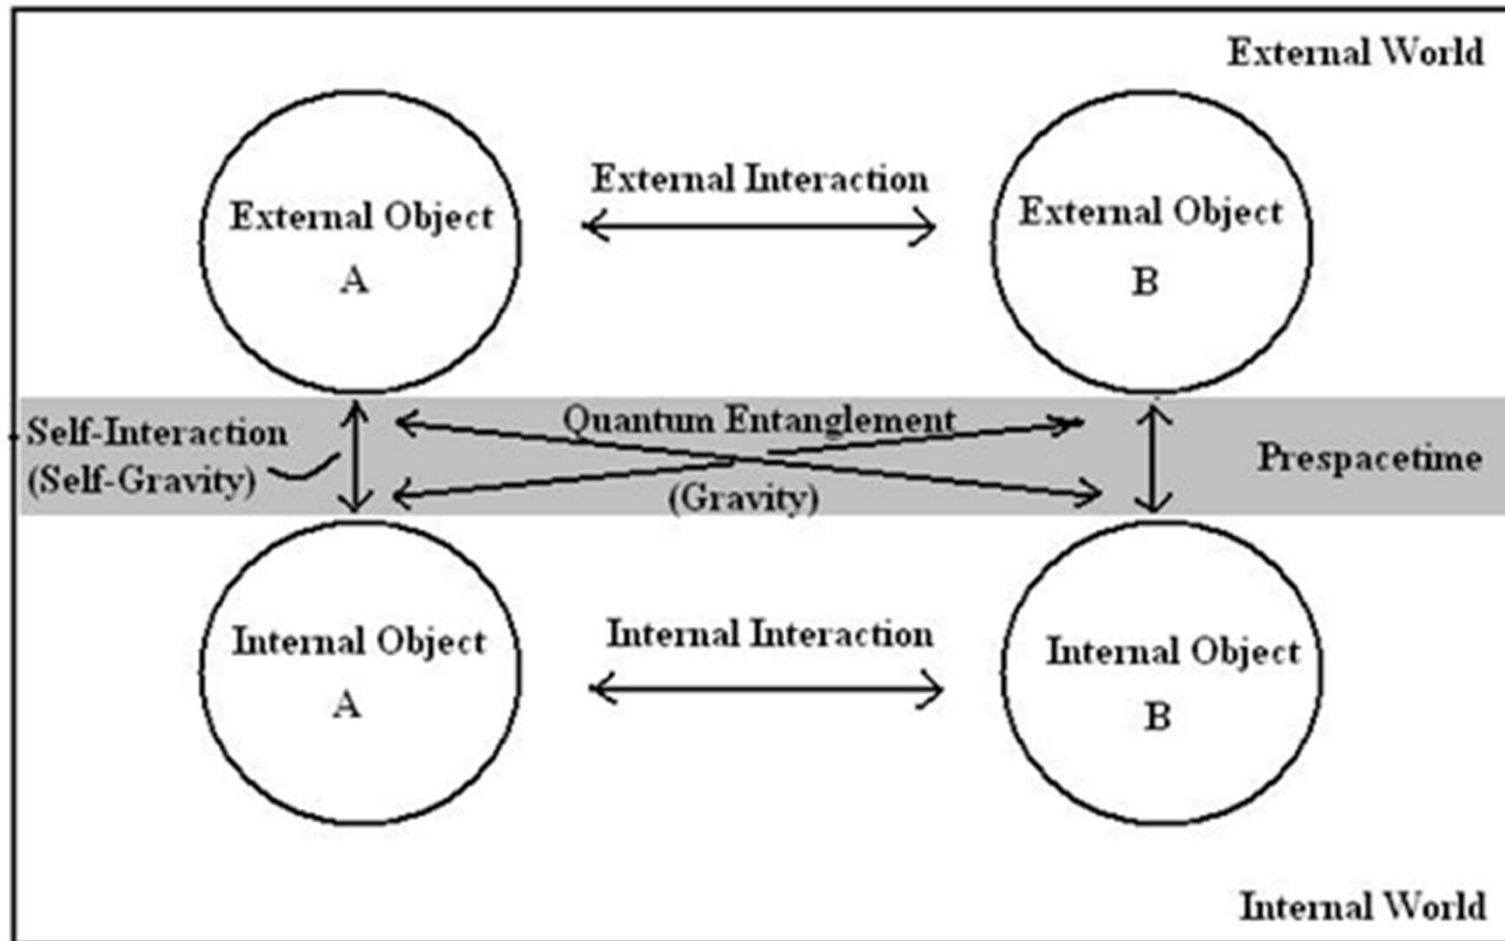 External World
External Interaction
External Object
A
External Object
B
Quantum Entanglement
Self-Interaction
(Self-Gravity)
Prespacetime
(Gravity)
Internal Interaction
Internal Object
A
Internal Object
B
Internal World